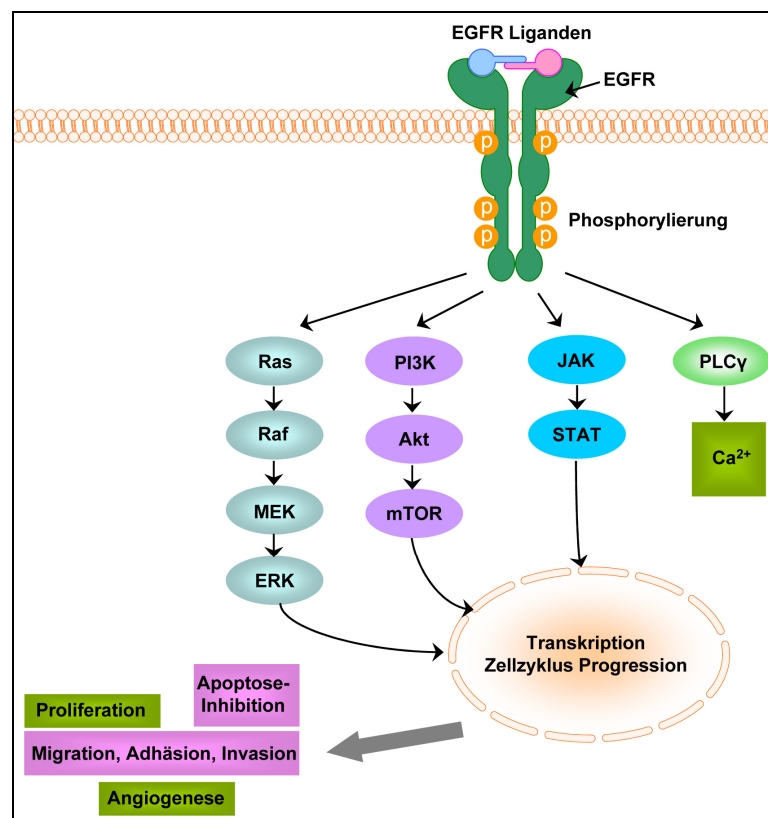 EGFR Liganden
EGFR
p
p
p
p
p
p
Phosphorylierung
Ras
PI3K
JAK
PLCγ
Raf
Akt
STAT
Ca²⁺
MEK
mTOR
ERK
Transkription
Zellzyklus Progression
Apoptose-
Inhibition
Proliferation
Migration, Adhäsion, Invasion
Angiogenese